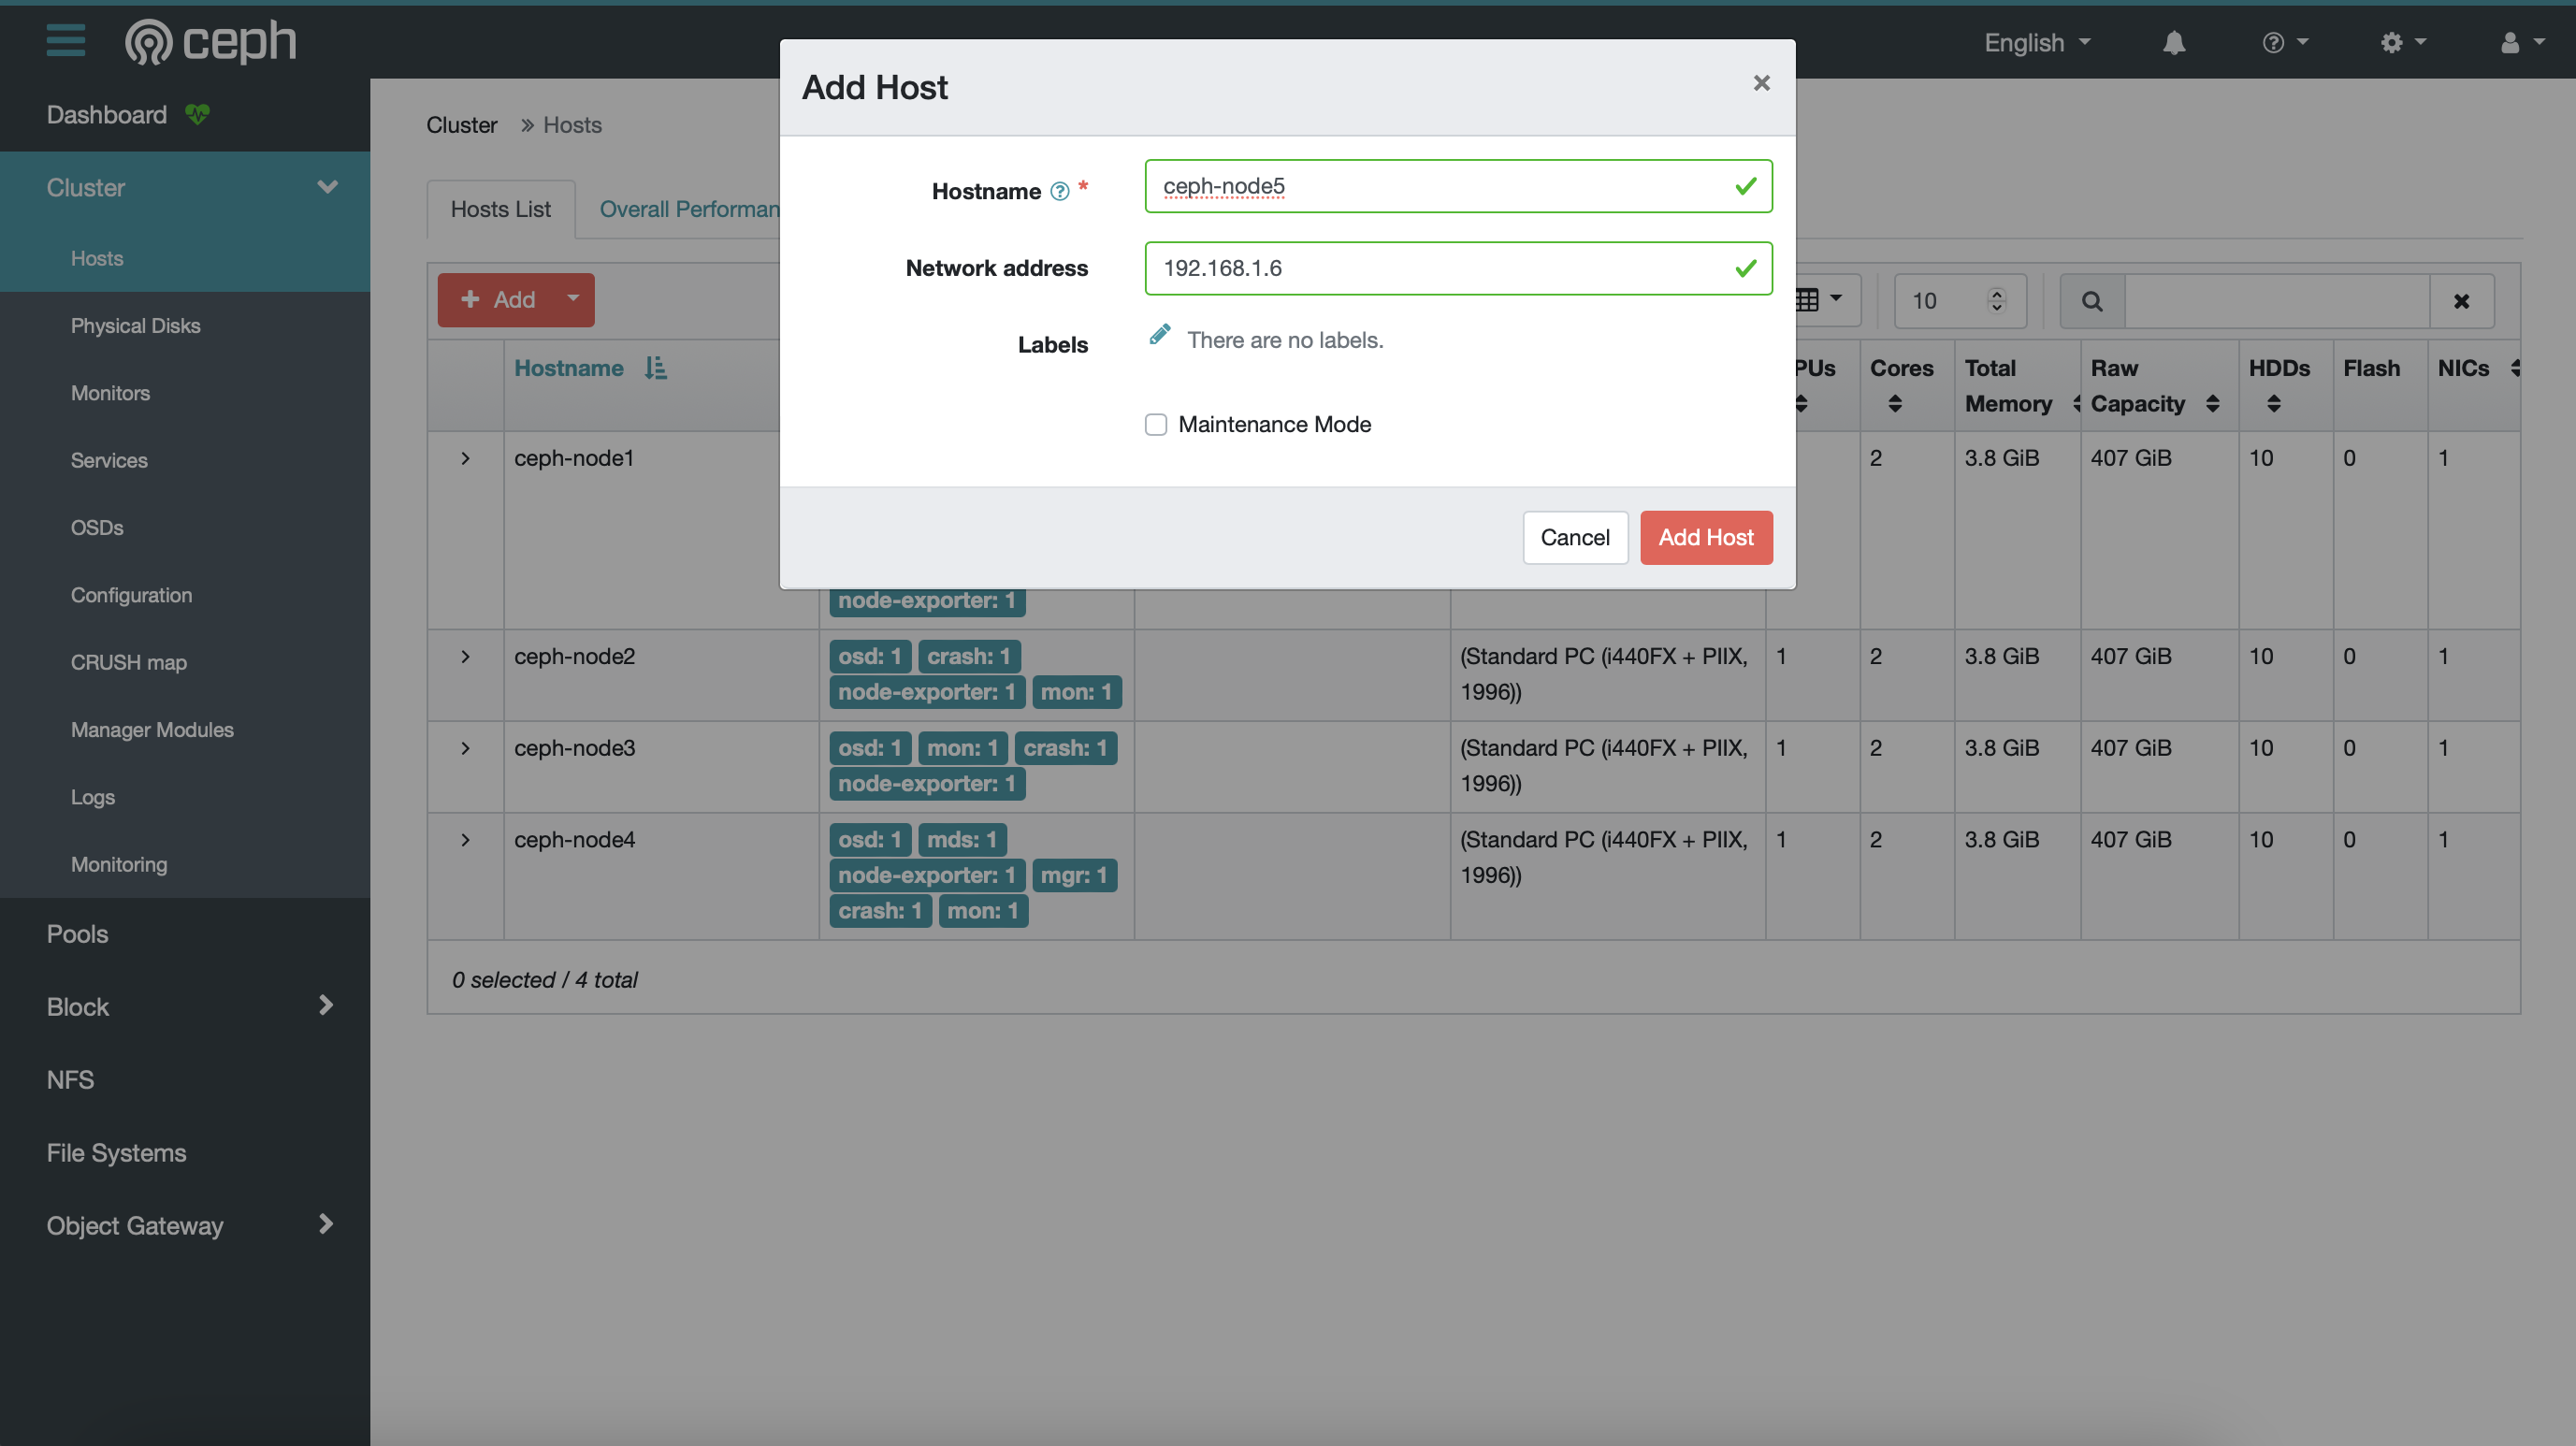 ceph
English
Dashboard
Cluster
Hosts
Physical Disks
Monitors
Services
OSDs
Configuration
CRUSH map
Manager Modules
Logs
Monitoring
Pools
Block
NFS
File Systems
Object Gateway
Cluster » Hosts
Hosts List Overall Performan
Add
10
Add Host
×
Hostname *
ceph-node5
Network address
192.168.1.6
Labels
There are no labels.
Maintenance Mode
Cancel
Add Host
Hostname PUs Cores Total Memory Raw Capacity HDDs Flash NICs
ceph-node1 2 3.8 GiB 407 GiB 10 0 1
node-exporter: 1
ceph-node2 osd: 1 crash: 1 (Standard PC (i440FX + PIIX, 1 2 3.8 GiB 407 GiB 10 0 1
node-exporter: 1 mon: 1 1996))
ceph-node3 osd: 1 mon: 1 crash: 1 (Standard PC (i440FX + PIIX, 1 2 3.8 GiB 407 GiB 10 0 1
node-exporter: 1 1996))
ceph-node4 osd: 1 mds: 1 (Standard PC (i440FX + PIIX, 1 2 3.8 GiB 407 GiB 10 0 1
node-exporter: 1 mgr: 1 1996))
crash: 1 mon: 1
0 selected / 4 total